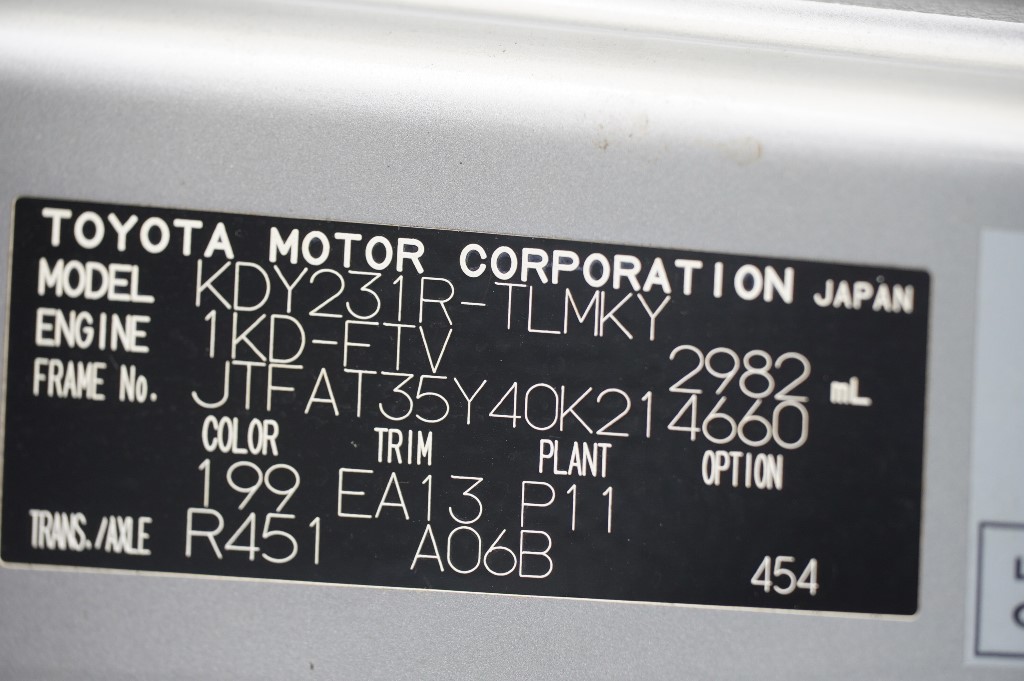 TOYOTA MOTOR CORPORATION JAPAN
MODEL KDY231R-TLMKY
ENGINE 1KD-FTV 2982 mL
FRAME No. JTFAT35Y40K214660
COLOR TRIM PLANT OPTION
199 EA13 P11
TRANS./AXLE R451 A06B 454